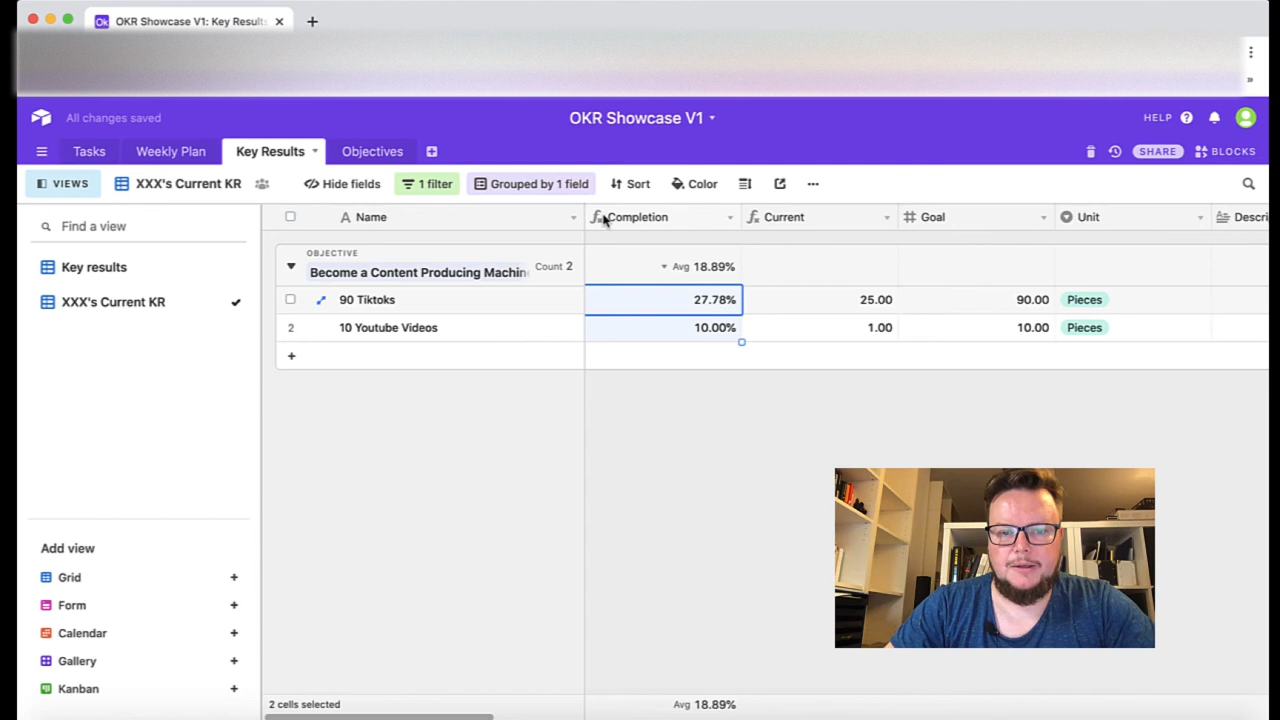 OKR Showcase V1: Key Results
All changes saved
OKR Showcase V1
HELP
Tasks
Weekly Plan
Key Results
Objectives
SHARE
BLOCKS
VIEWS
XXX's Current KR
Hide fields
1 filter
Grouped by 1 field
Sort
Color
Find a view
Name
Completion
Current
Goal
Unit
Descri
Key results
XXX's Current KR
OBJECTIVE
Become a Content Producing Machin
Count 2
Avg 18.89%
90 Tiktoks
27.78%
25.00
90.00
Pieces
2
10 Youtube Videos
10.00%
1.00
10.00
Pieces
Add view
Grid
Form
Calendar
Gallery
Kanban
2 cells selected
Avg 18.89%